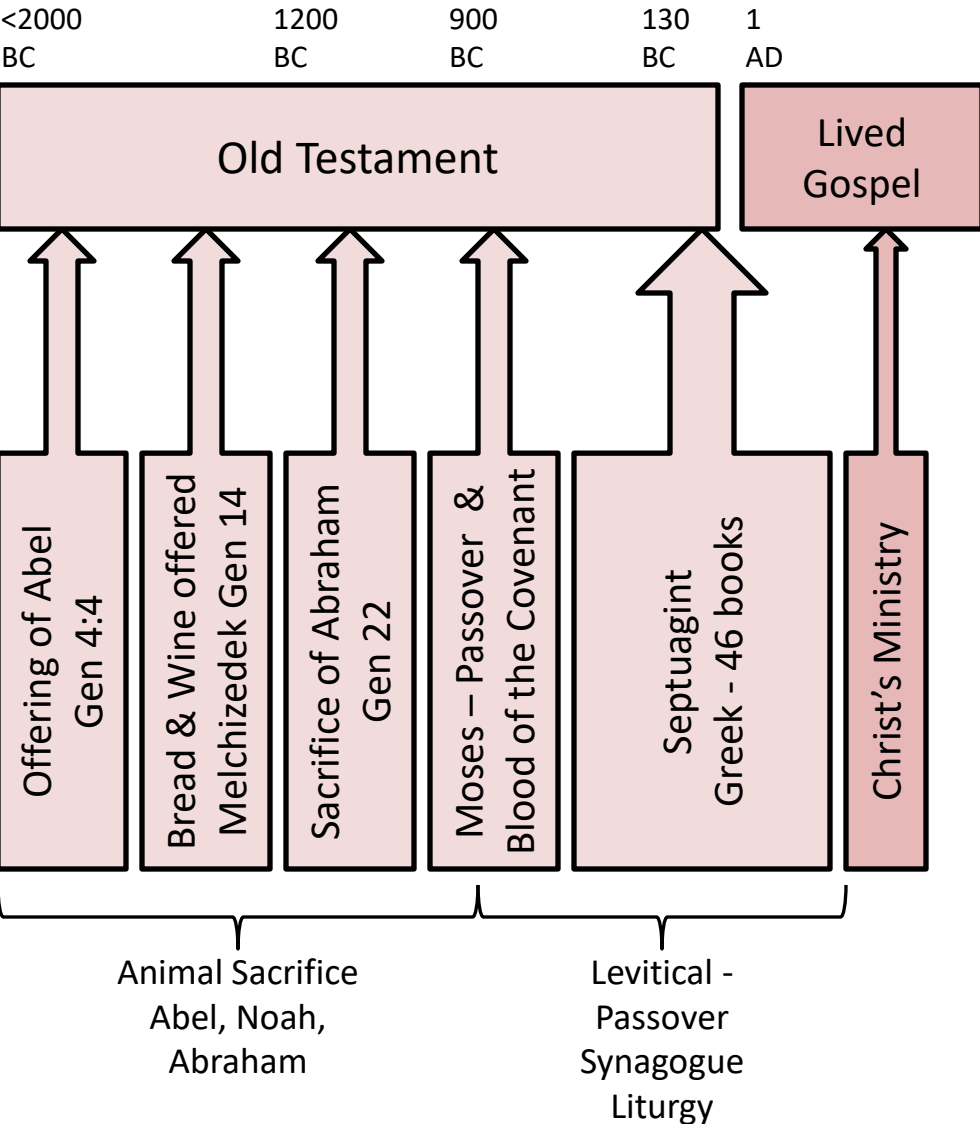 <2000
BC
1200
BC
900
BC
130
BC
1
AD
Old Testament
Lived
Gospel
Offering of Abel
Gen 4:4
Bread & Wine offered
Melchizedek Gen 14
Sacrifice of Abraham
Gen 22
Moses – Passover &
Blood of the Covenant
Septuagint
Greek - 46 books
Christ’s Ministry
Animal Sacrifice
Abel, Noah,
Abraham
Levitical -
Passover
Synagogue
Liturgy